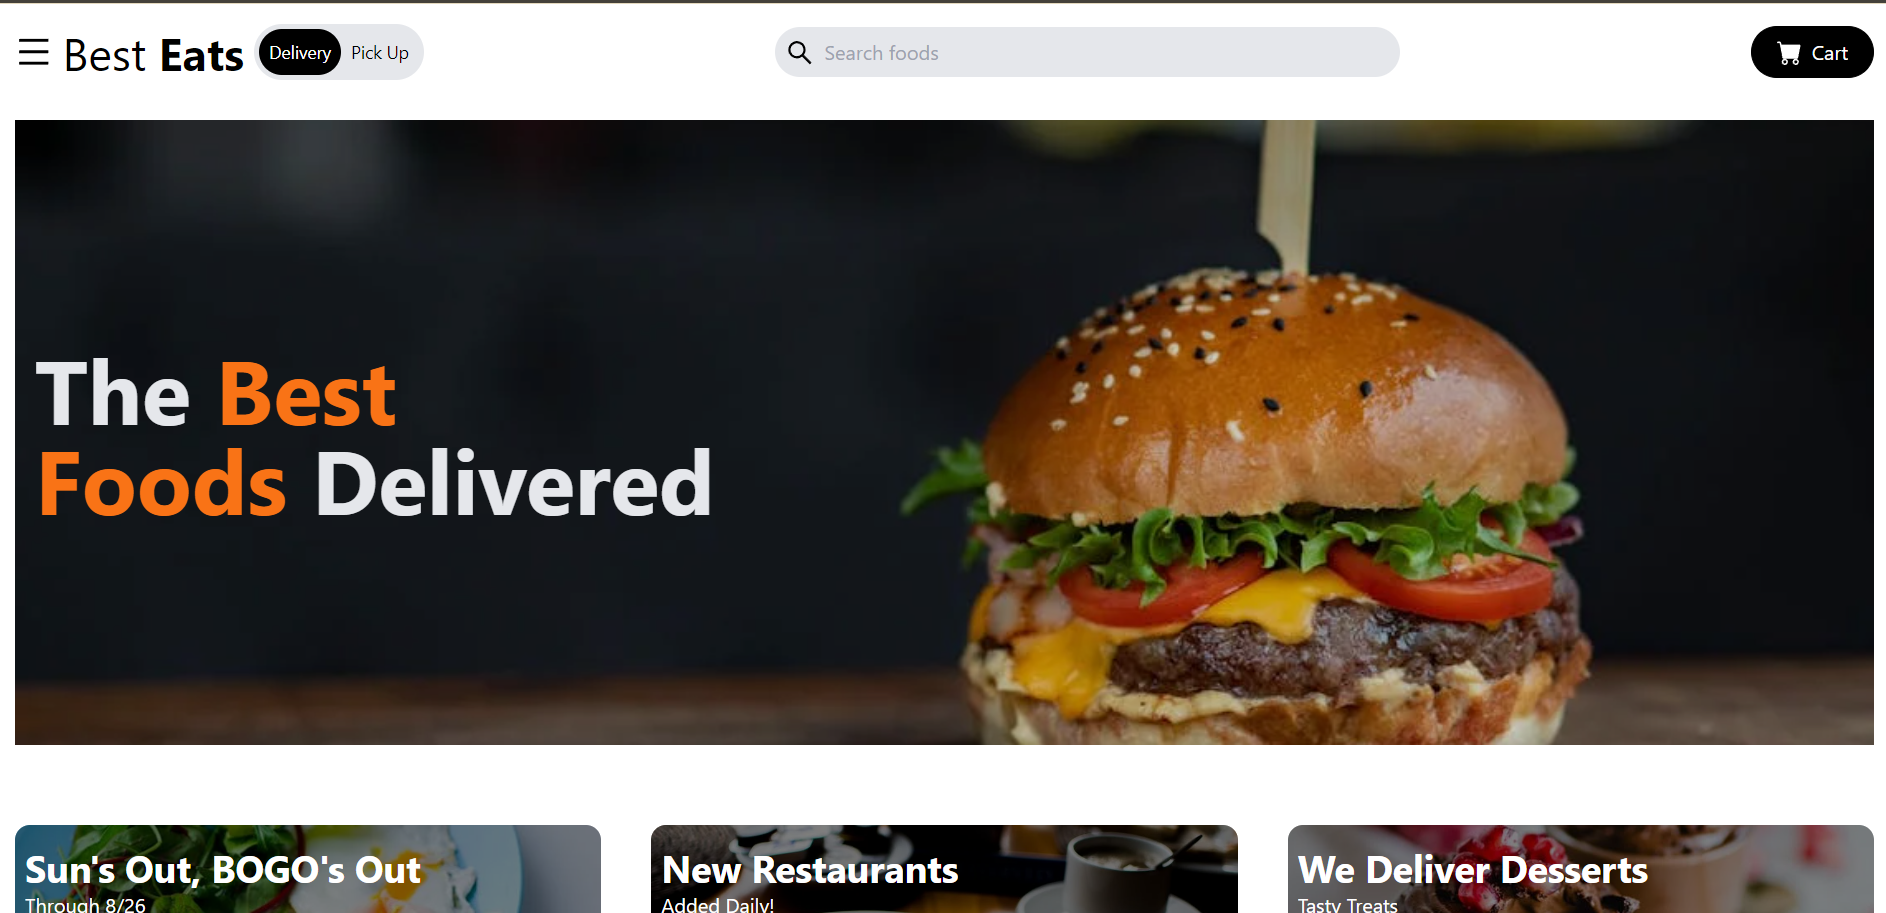 Best Eats
Delivery Pick Up
Search foods
Cart
The Best
Foods Delivered
Sun's Out, BOGO's Out
Through 8/26
New Restaurants
Added Daily!
We Deliver Desserts
Tasty Treats